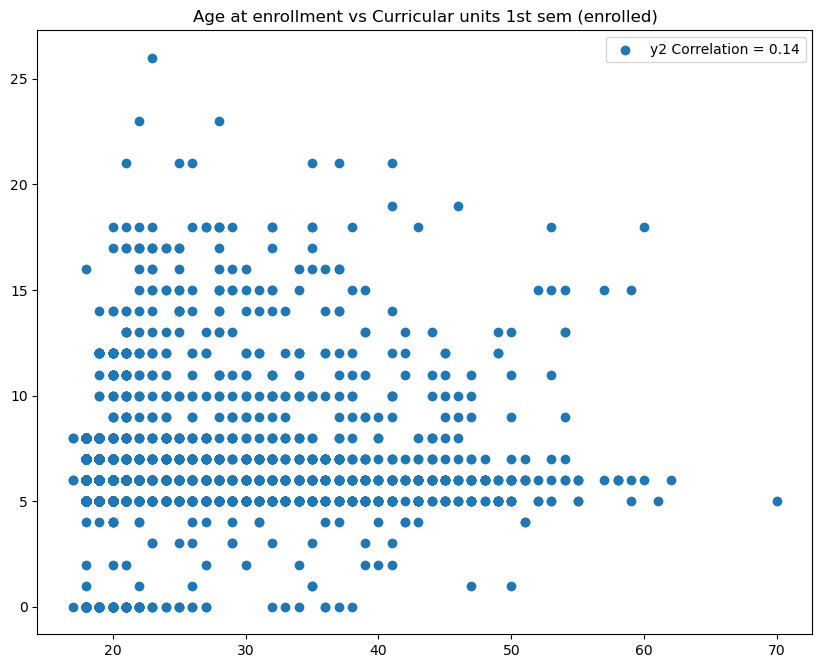 Age at enrollment vs Curricular units 1st sem (enrolled)
y2 Correlation = 0.14
25
20
15
10
5
0
20 30 40 50 60 70